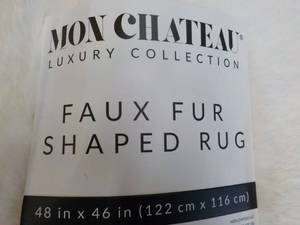 MON CHATEAU®
LUXURY COLLECTION
FAUX FUR
SHAPED RUG
48 in x 46 in (122 cm x 116 cm)